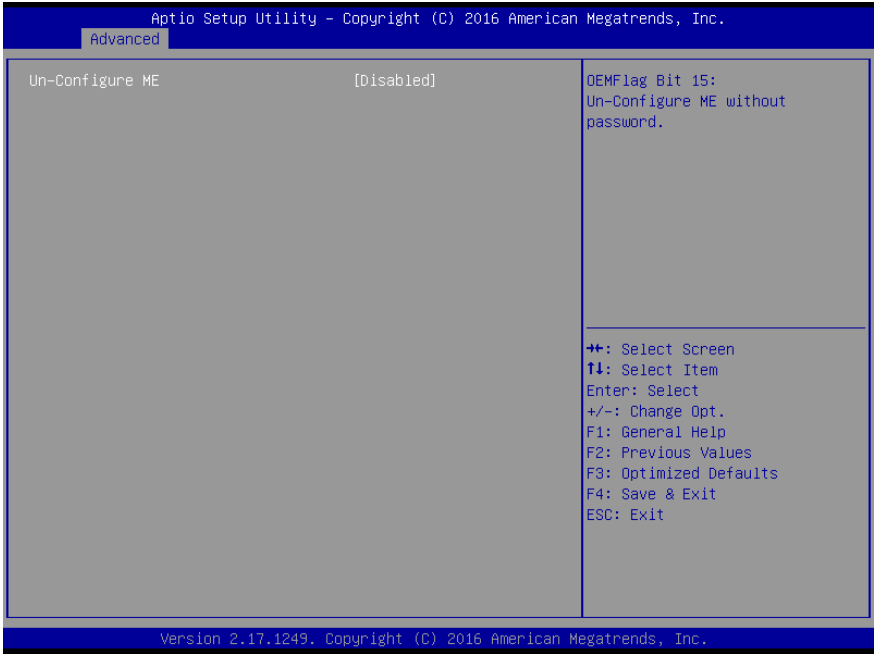 Aptio Setup Utility – Copyright (C) 2016 American Megatrends, Inc.
Advanced
Un-Configure ME [Disabled]
OEMFlag Bit 15:
Un-Configure ME without
password.
→←: Select Screen
↑↓: Select Item
Enter: Select
+/-: Change Opt.
F1: General Help
F2: Previous Values
F3: Optimized Defaults
F4: Save & Exit
ESC: Exit
Version 2.17.1249. Copyright (C) 2016 American Megatrends, Inc.